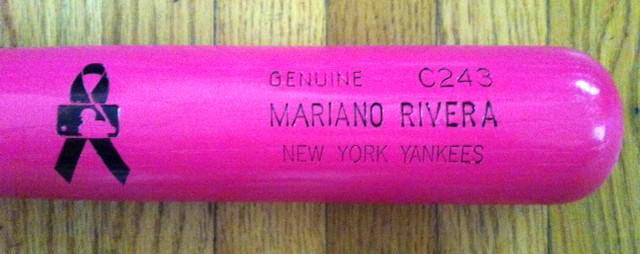 GENUINE C243
MARIANO RIVERA
NEW YORK YANKEES